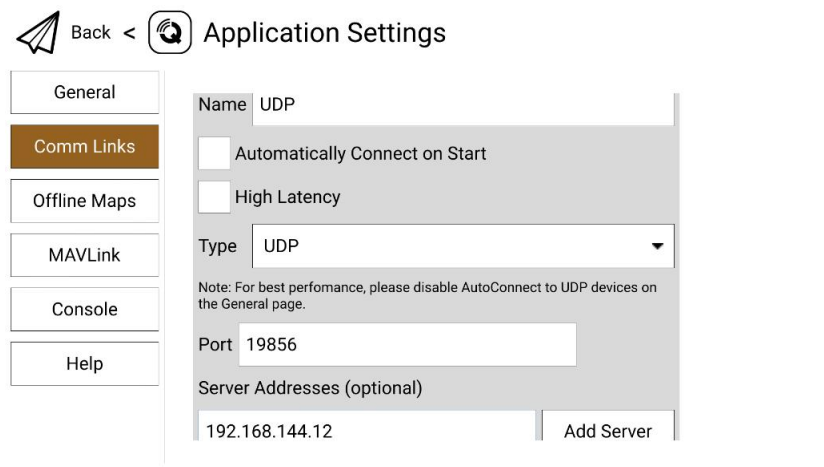 Back < Application Settings
General
Comm Links
Offline Maps
MAVLink
Console
Help
Name UDP
Automatically Connect on Start
High Latency
Type UDP
Note: For best perfomance, please disable AutoConnect to UDP devices on
the General page.
Port 19856
Server Addresses (optional)
192.168.144.12 Add Server